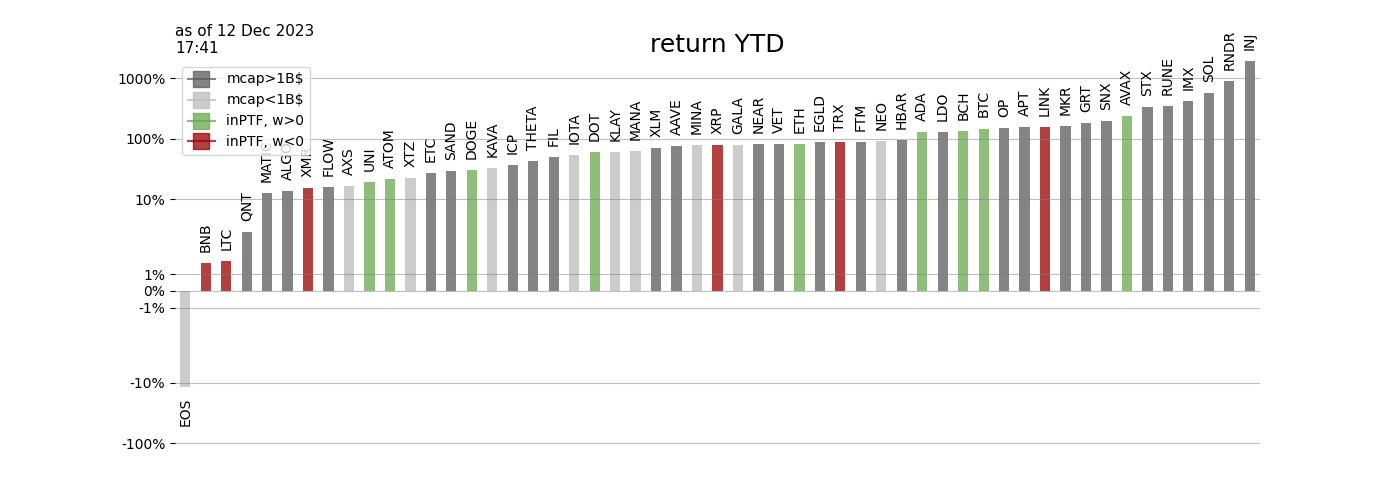 as of 12 Dec 2023
17:41
return YTD
mcap>1B$
mcap<1B$
inPTF, w>0
inPTF, w<0
1000%
100%
10%
1%
0%
-1%
-10%
-100%
EOS
BNB
LTC
QNT
MATIC
ALGO
XMR
FLOW
AXS
UNI
ATOM
XTZ
ETC
SAND
DOGE
KAVA
ICP
THETA
FIL
IOTA
DOT
KLAY
MANA
XLM
AAVE
MINA
XRP
GALA
NEAR
VET
ETH
EGLD
TRX
FTM
NEO
HBAR
ADA
LDO
BCH
BTC
OP
APT
LINK
MKR
GRT
SNX
AVAX
STX
RUNE
IMX
SOL
RNDR
INJ